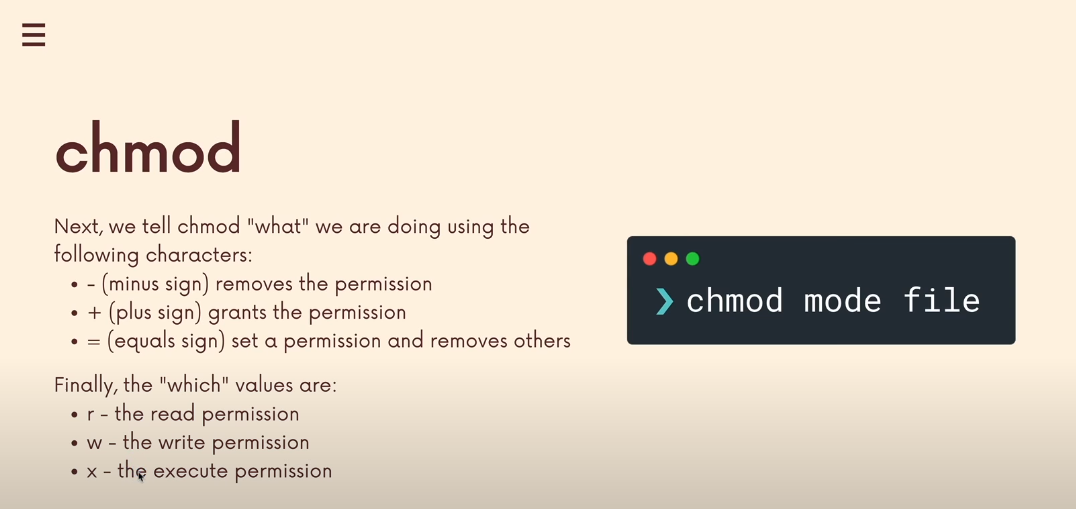 chmod
Next, we tell chmod "what" we are doing using the
following characters:
• - (minus sign) removes the permission
• + (plus sign) grants the permission
• = (equals sign) set a permission and removes others
Finally, the "which" values are:
• r - the read permission
• w - the write permission
• x - the execute permission
❯ chmod mode file